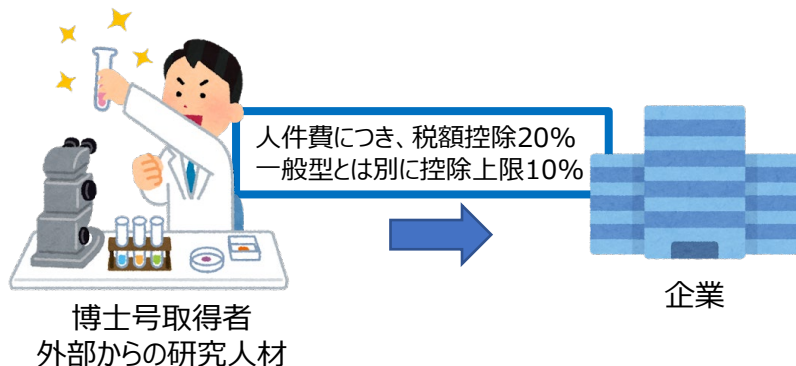 人件費につき、税額控除20%
一般型とは別に控除上限10%
博士号取得者
外部からの研究人材
企業